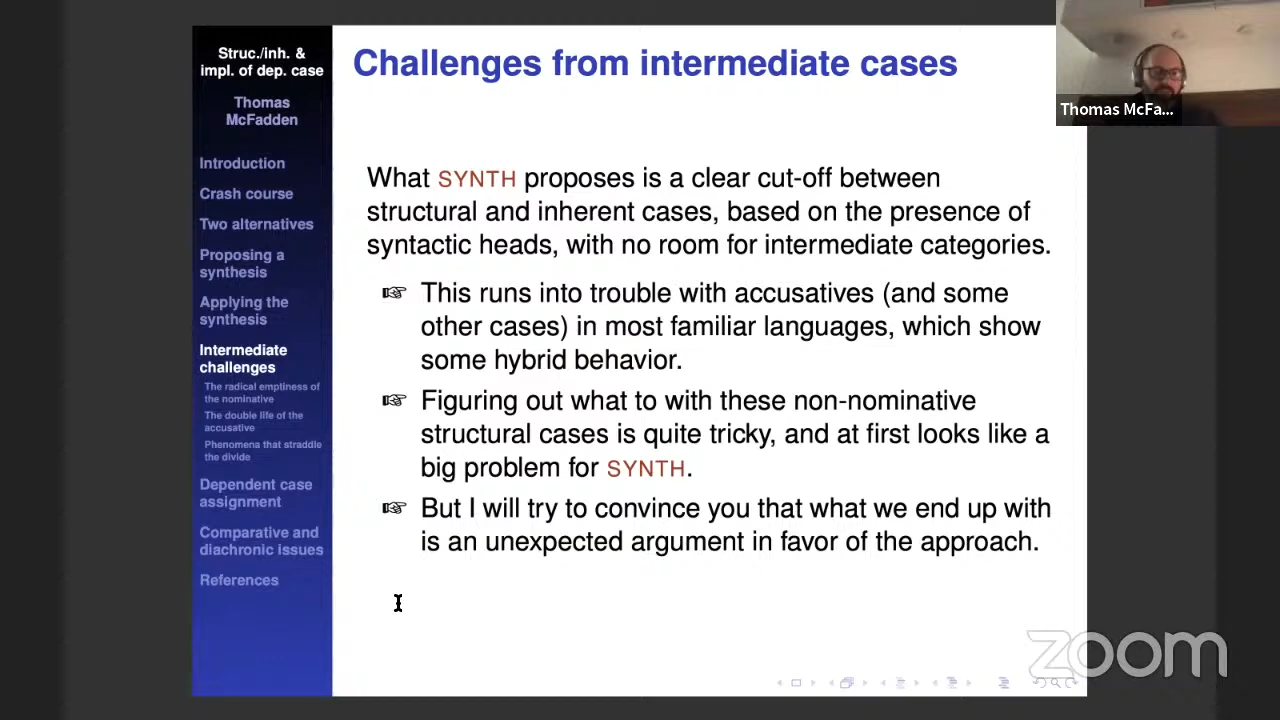 Struc./inh. &
impl. of dep. case
Thomas
McFadden
Introduction
Crash course
Two alternatives
Proposing a
synthesis
Applying the
synthesis
Intermediate
challenges
The radical emptiness of
the nominative
The double life of the
accusative
Phenomena that straddle
the divide
Dependent case
assignment
Comparative and
diachronic issues
References
Challenges from intermediate cases
What SYNTH proposes is a clear cut-off between
structural and inherent cases, based on the presence of
syntactic heads, with no room for intermediate categories.
This runs into trouble with accusatives (and some
other cases) in most familiar languages, which show
some hybrid behavior.
Figuring out what to with these non-nominative
structural cases is quite tricky, and at first looks like a
big problem for SYNTH.
But I will try to convince you that what we end up with
is an unexpected argument in favor of the approach.
Thomas McFa...
zoom